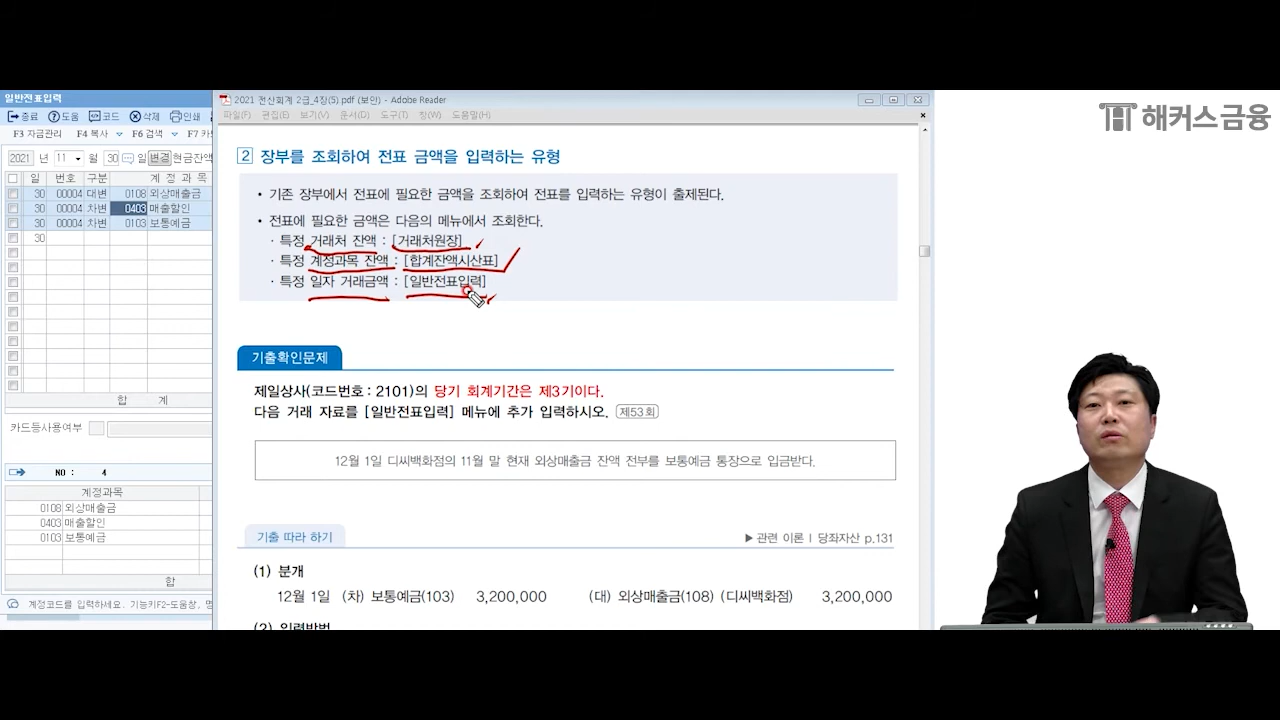 해커스금융
일반전표입력
종료 도움 코드 삭제 인쇄
F3 자금관리 F4 복사 F6 검색 F7 카
2021 년 11 월 30 일 변경 현금잔액
일 번호 구분 계 정 과 목
30 00004 대변 0108 외상매출금
30 00004 차변 0403 매출할인
30 00004 차변 0103 보통예금
30
합 계
카드등사용여부
NO : 4
계정과목
0108 외상매출금
0403 매출할인
0103 보통예금
합
계정코드를 입력하세요. 기능키F2-도움창,
2021 전산회계 2급_4장(5).pdf (보안) - Adobe Reader
파일(F) 편집(E) 보기(V) 문서(D) 도구(T) 창(W) 도움말(H)
2 장부를 조회하여 전표 금액을 입력하는 유형
• 기존 장부에서 전표에 필요한 금액을 조회하여 전표를 입력하는 유형이 출제된다.
• 전표에 필요한 금액은 다음의 메뉴에서 조회한다.
· 특정 거래처 잔액 : [거래처원장]
· 특정 계정과목 잔액 : [합계잔액시산표]
· 특정 일자 거래금액 : [일반전표입력]
기출확인문제
제일상사(코드번호 : 2101)의 당기 회계기간은 제3기이다.
다음 거래 자료를 [일반전표입력] 메뉴에 추가 입력하시오. 제53회
12월 1일 디씨백화점의 11월 말 현재 외상매출금 잔액 전부를 보통예금 통장으로 입금받다.
기출 따라 하기
▶ 관련 이론 | 당좌자산 p.131
(1) 분개
12월 1일 (차) 보통예금(103) 3,200,000 (대) 외상매출금(108) (디씨백화점) 3,200,000
(2) 입력방법